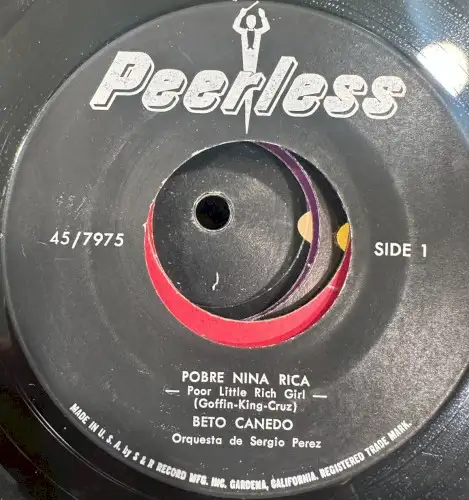 Peerless
45/7975
SIDE 1
POBRE NINA RICA
— Poor Little Rich Girl —
(Goffin-King-Cruz)
BETO CANEDO
Orquesta de Sergio Perez
MADE IN U. S. A. by S & R RECORD MFG. INC. GARDENA, CALIFORNIA. REGISTERED TRADE MARK.